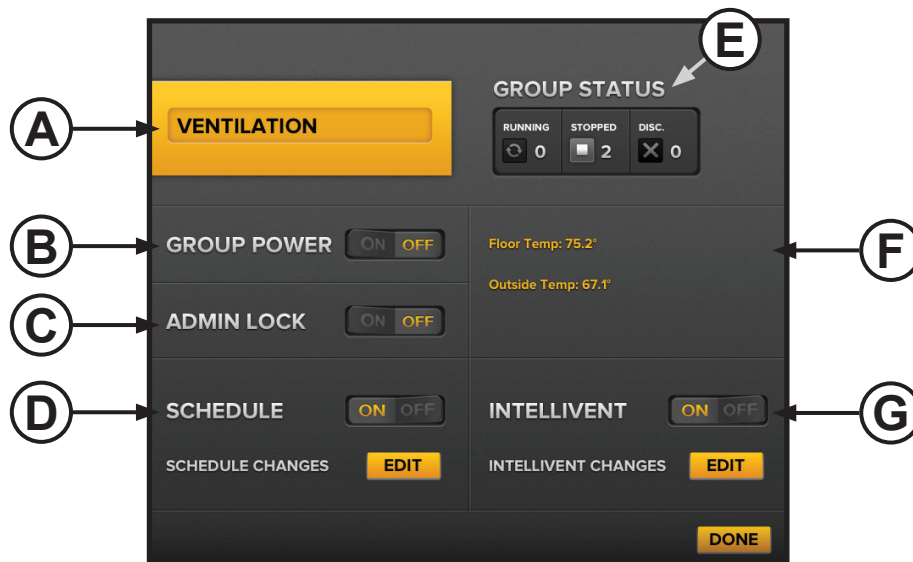 E
GROUP STATUS
A
VENTILATION
RUNNING STOPPED DISC.
0 2 0
B
GROUP POWER ON OFF
Floor Temp: 75.2°
F
Outside Temp: 67.1°
C
ADMIN LOCK ON OFF
D
SCHEDULE ON OFF
INTELLIVENT ON OFF
G
SCHEDULE CHANGES EDIT
INTELLIVENT CHANGES EDIT
DONE